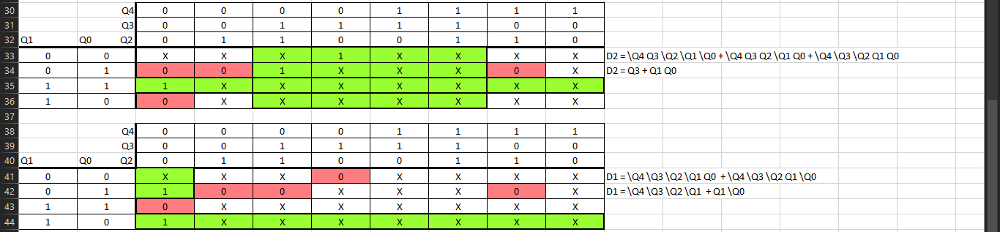 30 Q4 0 0 0 0 1 1 1 1
31 Q3 0 0 1 1 1 1 0 0
32 Q1 Q0 Q2 0 1 1 0 0 1 1 0
33 0 0 X X X 1 X X X X D2 = \Q4 Q3 \Q2 \Q1 \Q0 + \Q4 Q3 Q2 \Q1 Q0 + \Q4 \Q3 \Q2 Q1 Q0
34 0 1 0 0 1 X X X 0 X D2 = Q3 + Q1 Q0
35 1 1 1 X X X X X X X
36 1 0 0 X X X X X X X
37
38 Q4 0 0 0 0 1 1 1 1
39 Q3 0 0 1 1 1 1 0 0
40 Q1 Q0 Q2 0 1 1 0 0 1 1 0
41 0 0 X X X 0 X X X X D1 = \Q4 \Q3 \Q2 \Q1 Q0 + \Q4 \Q3 \Q2 Q1 \Q0
42 0 1 1 0 0 X X X 0 X D1 = \Q4 \Q3 \Q2 \Q1 + Q1 \Q0
43 1 1 0 X X X X X X X
44 1 0 1 X X X X X X X